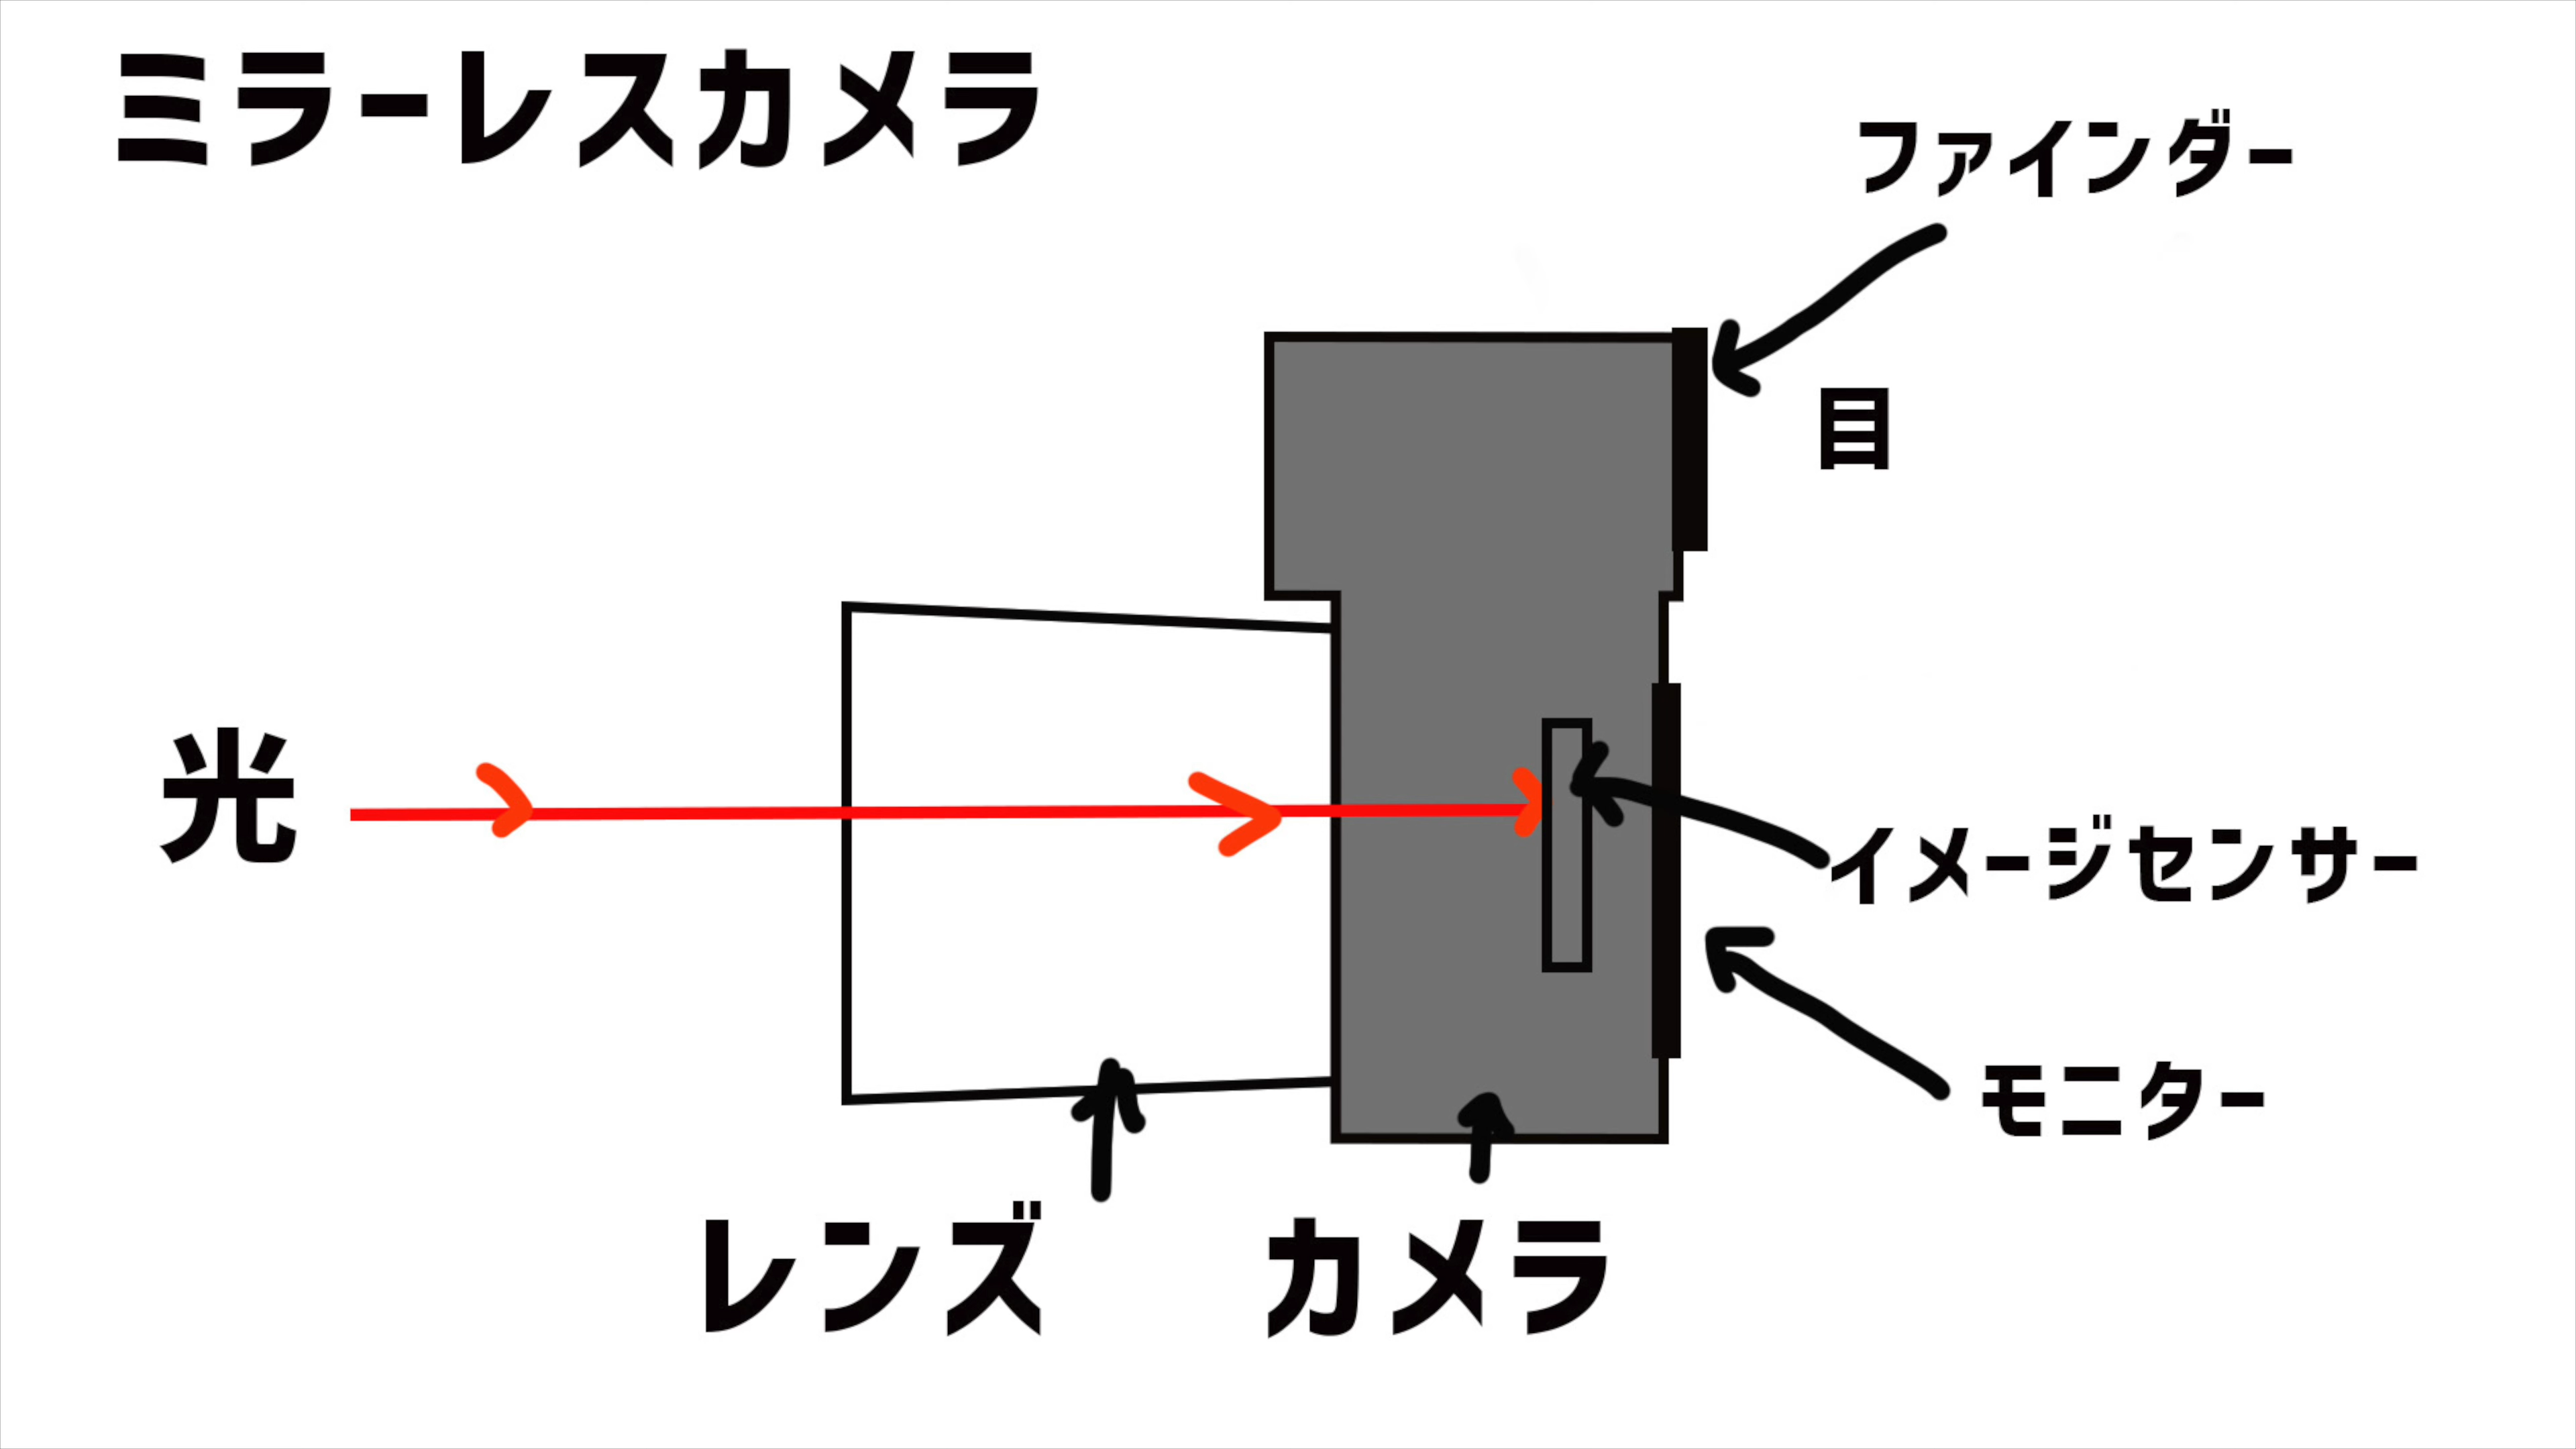 ミラーレスカメラ
ファインダー
目
光
イメージセンサー
モニター
レンズ
カメラ